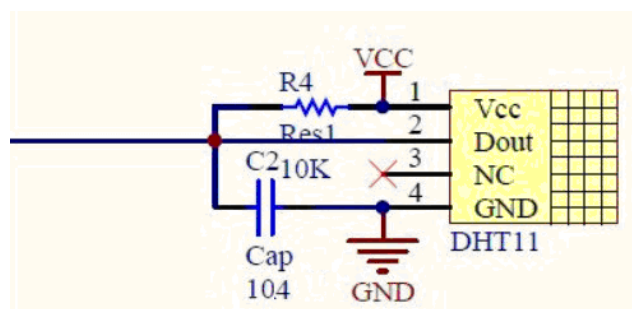 VCC
R4
1
Vcc
Res1
2
Dout
C2
10K
3
NC
4
GND
Cap
DHT11
104
GND